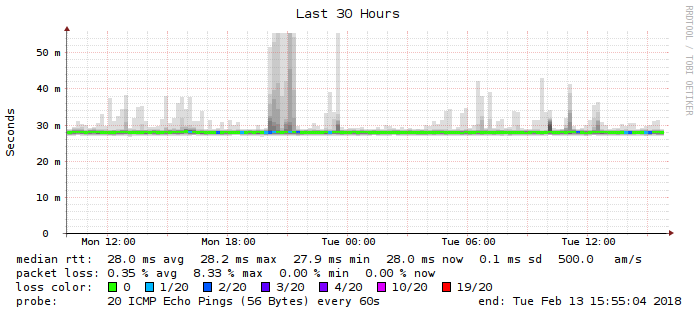 Last 30 Hours
RRDTOOL / TOBI OETIKER
Seconds
50 m
40 m
30 m
20 m
10 m
0
Mon 12:00 Mon 18:00 Tue 00:00 Tue 06:00 Tue 12:00
median rtt: 28.0 ms avg 28.2 ms max 27.9 ms min 28.0 ms now 0.1 ms sd 500.0 am/s
packet loss: 0.35 % avg 8.33 % max 0.00 % min 0.00 % now
loss color: 0 1/20 2/20 3/20 4/20 10/20 19/20
probe: 20 ICMP Echo Pings (56 Bytes) every 60s end: Tue Feb 13 15:55:04 2018